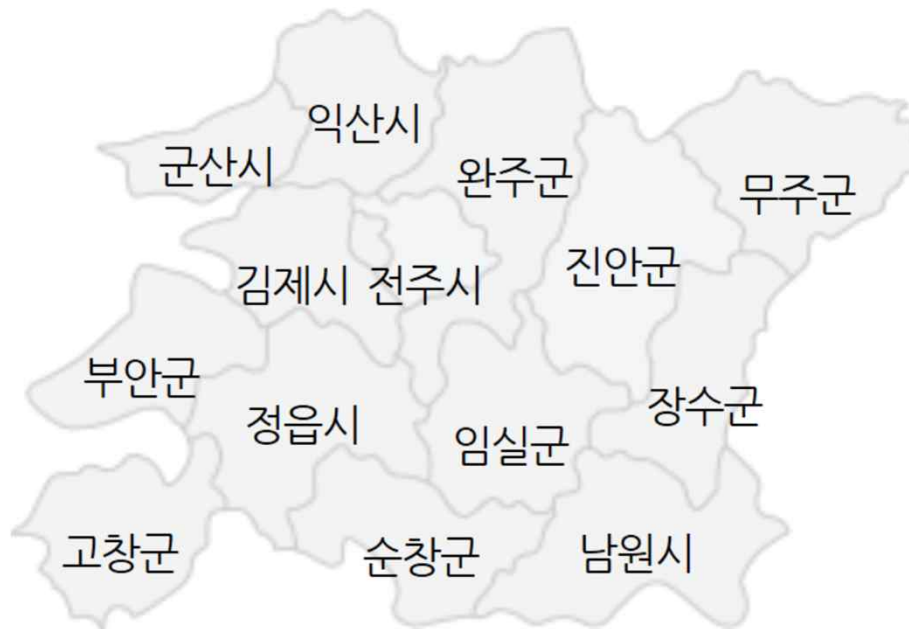 익산시
군산시
완주군
무주군
김제시
전주시
진안군
부안군
정읍시
임실군
장수군
고창군
순창군
남원시